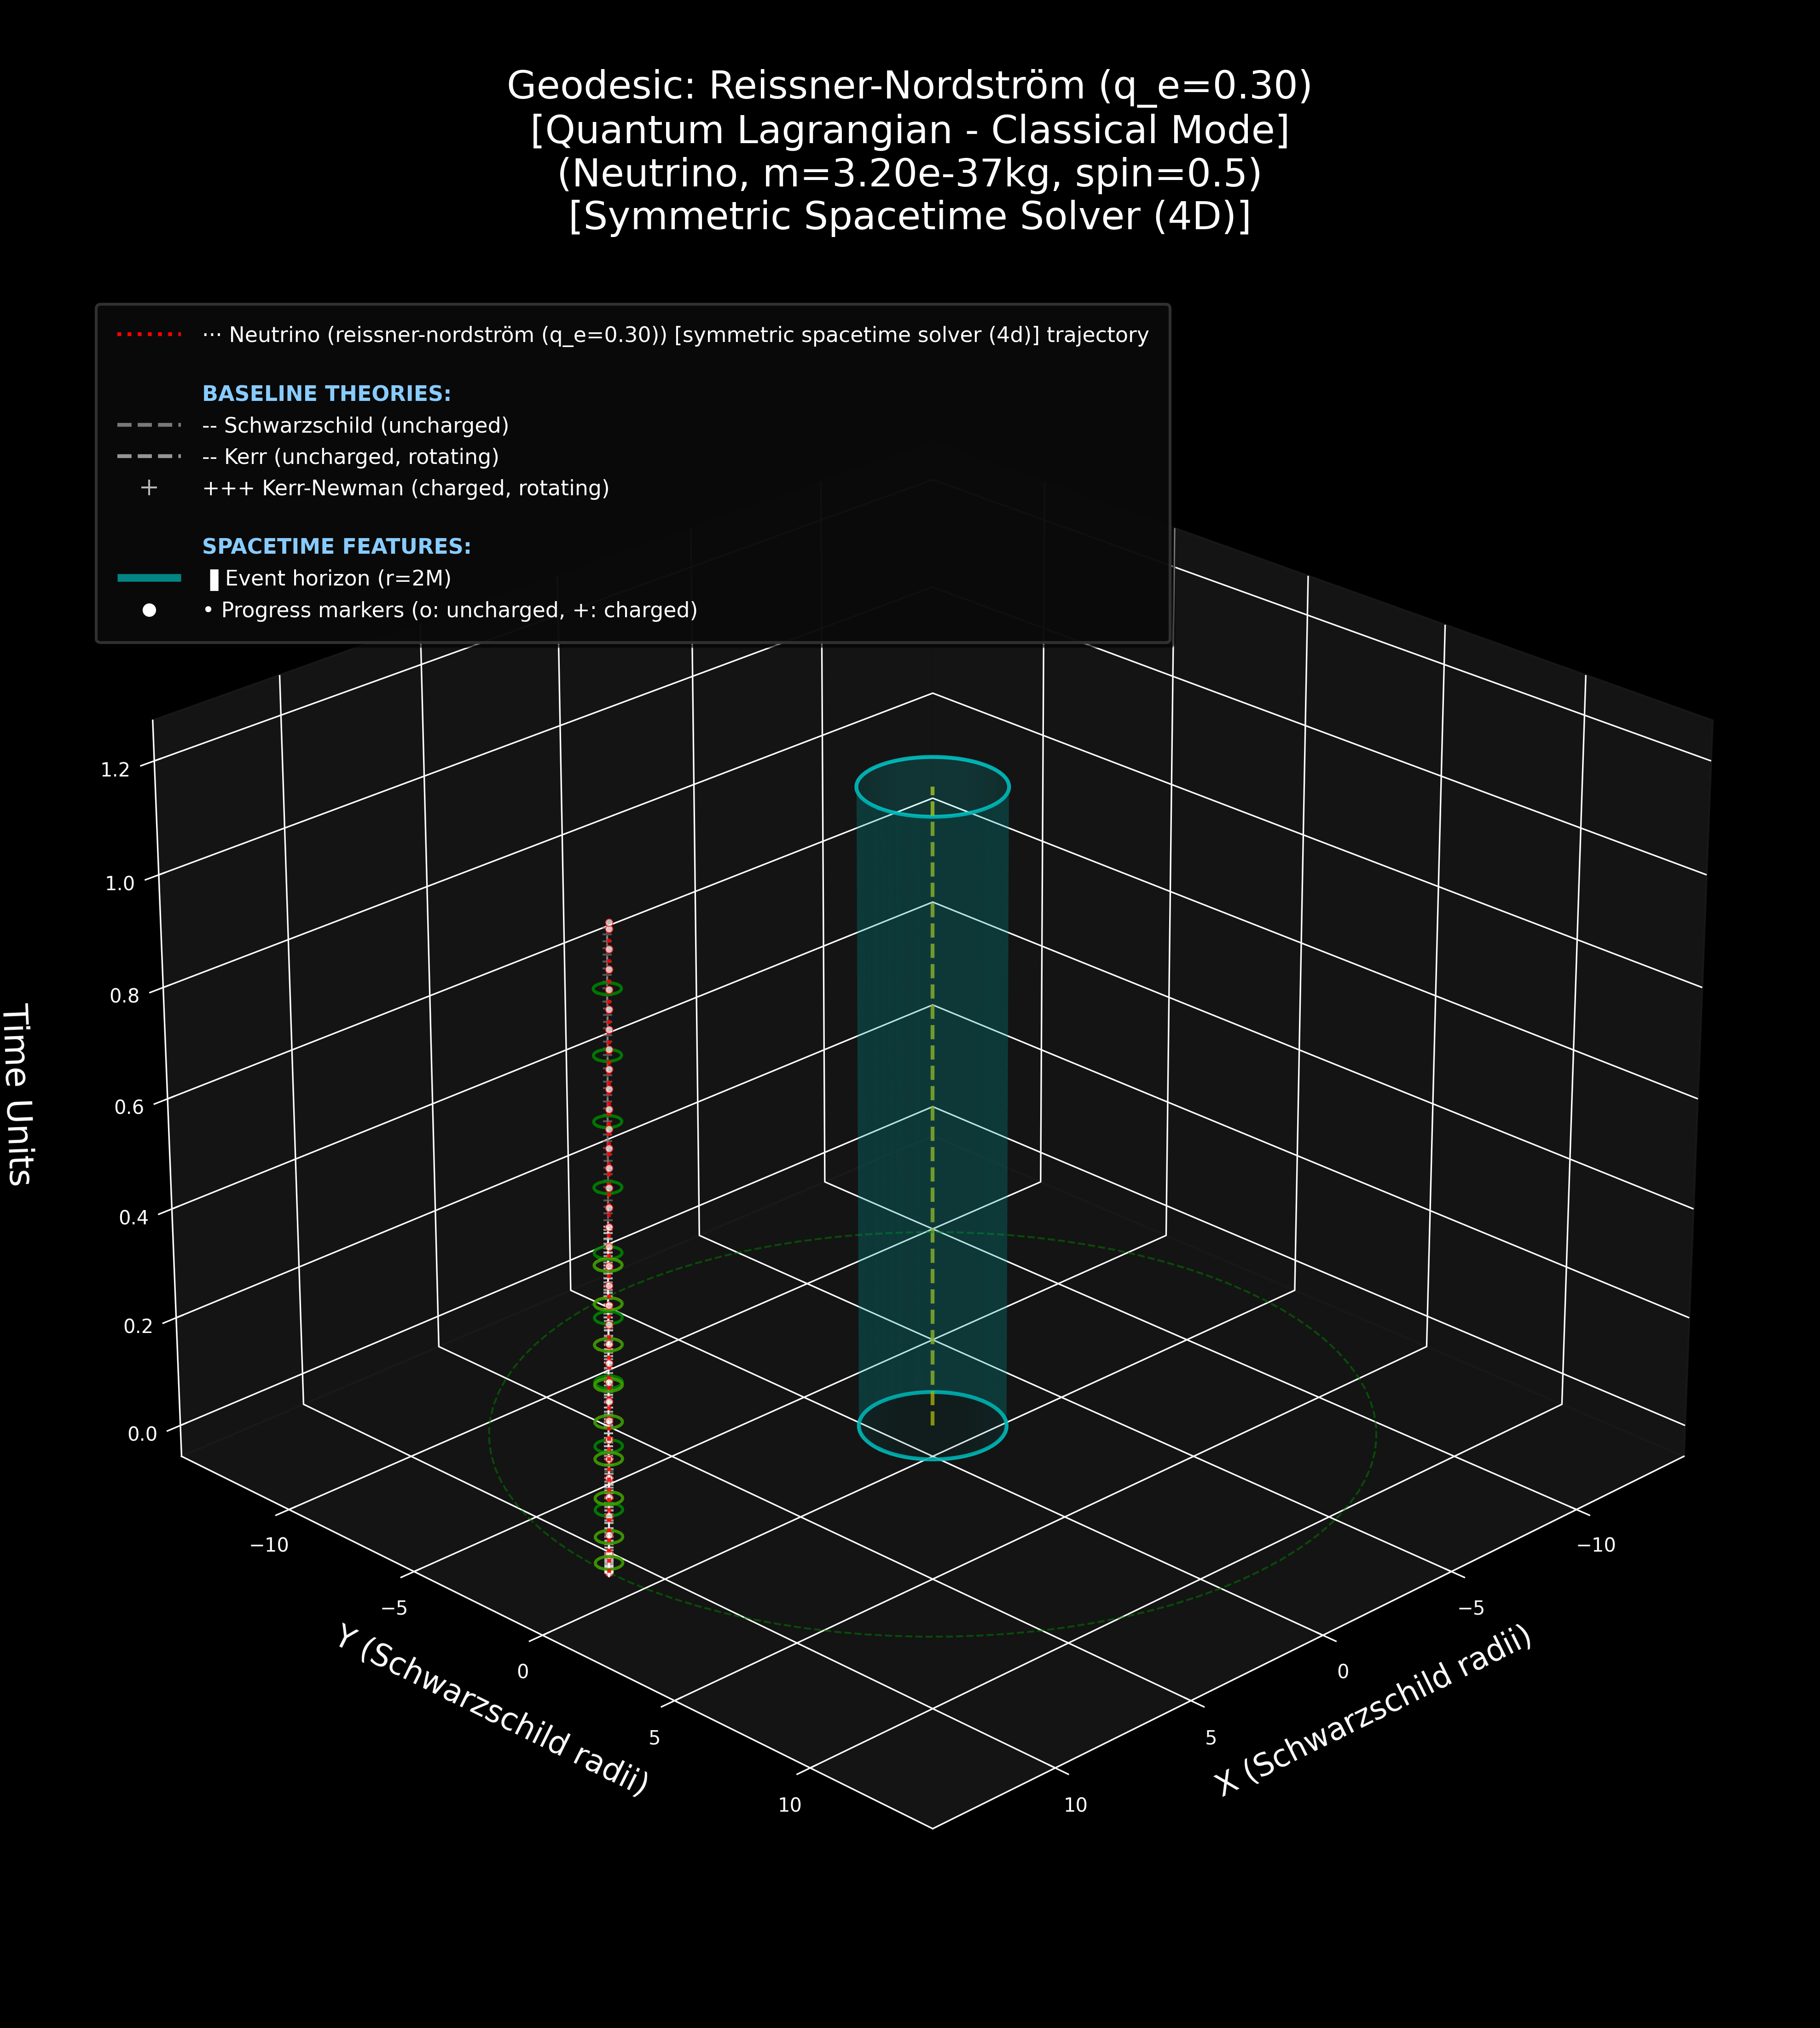 Geodesic: Reissner-Nordström (q_e=0.30)
[Quantum Lagrangian - Classical Mode]
(Neutrino, m=3.20e-37kg, spin=0.5)
[Symmetric Spacetime Solver (4D)]
··· Neutrino (reissner-nordström (q_e=0.30)) [symmetric spacetime solver (4d)] trajectory
BASELINE THEORIES:
-- Schwarzschild (uncharged)
-- Kerr (uncharged, rotating)
+++ Kerr-Newman (charged, rotating)
SPACETIME FEATURES:
▐ Event horizon (r=2M)
• Progress markers (o: uncharged, +: charged)
1.2
1.0
0.8
0.6
0.4
0.2
0.0
Time Units
−10
−5
0
5
10
Y (Schwarzschild radii)
−10
−5
0
5
10
X (Schwarzschild radii)